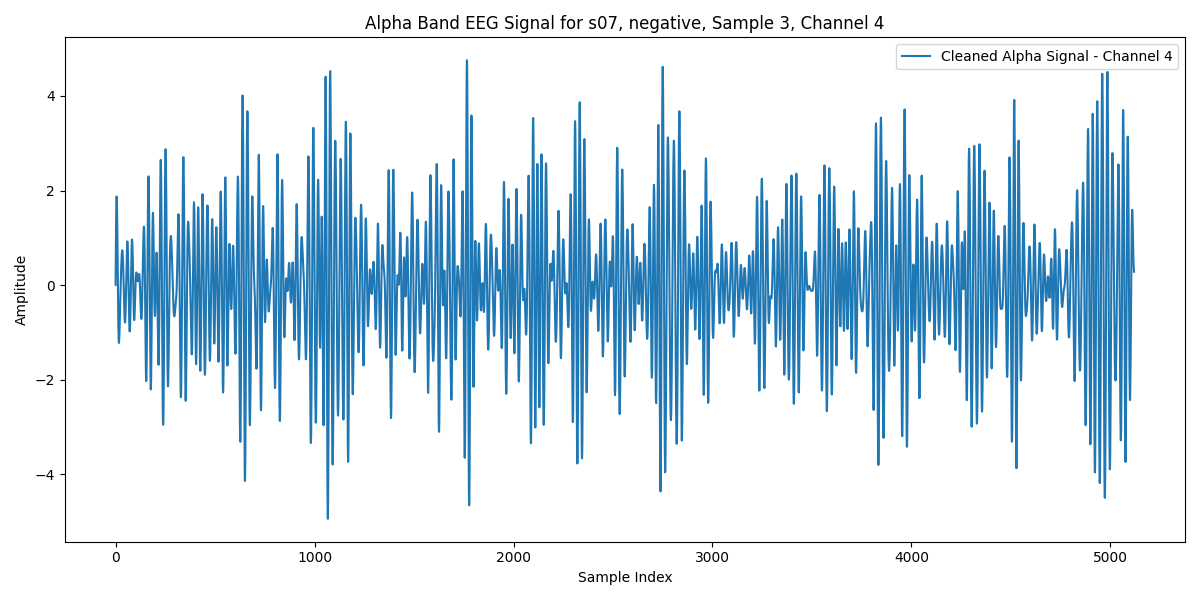 Alpha Band EEG Signal for s07, negative, Sample 3, Channel 4
Cleaned Alpha Signal - Channel 4
Amplitude
4
2
0
−2
−4
0 1000 2000 3000 4000 5000
Sample Index